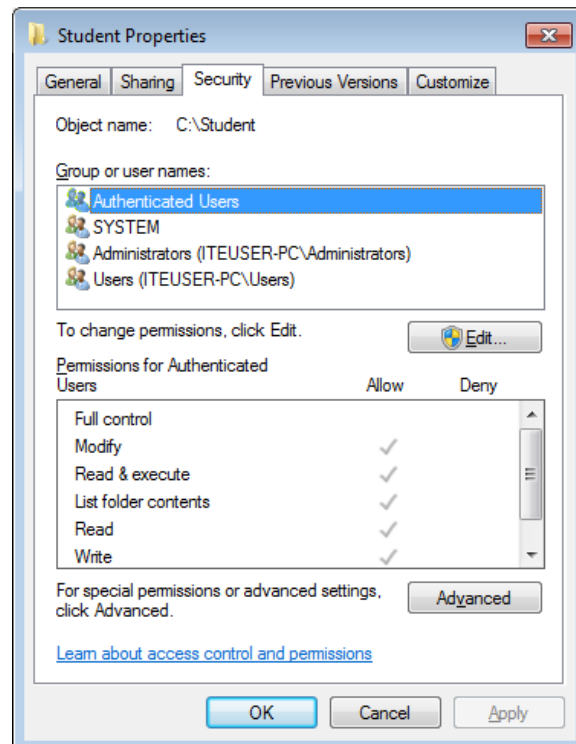 Student Properties
General Sharing Security Previous Versions Customize
Object name: C:\Student
Group or user names:
Authenticated Users
SYSTEM
Administrators (ITEUSER-PC\Administrators)
Users (ITEUSER-PC\Users)
To change permissions, click Edit.
Edit...
Permissions for Authenticated
Users Allow Deny
Full control
Modify
Read & execute
List folder contents
Read
Write
For special permissions or advanced settings,
click Advanced.
Advanced
Learn about access control and permissions
OK Cancel Apply